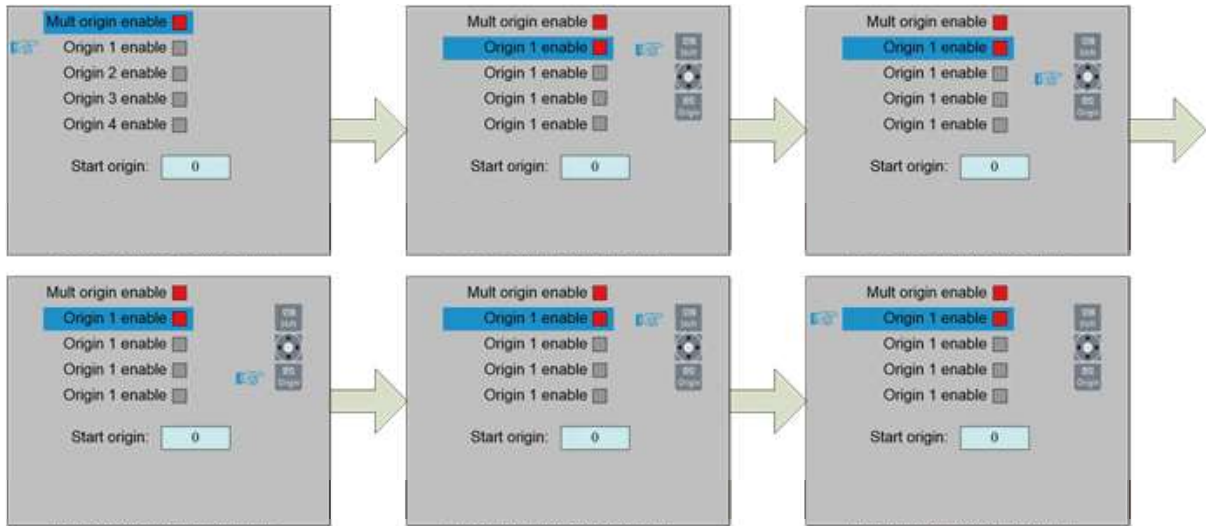 Mult origin enable
Origin 1 enable
Origin 2 enable
Origin 3 enable
Origin 4 enable
Start origin: 0
Mult origin enable
Origin 1 enable
Origin 1 enable
Origin 1 enable
Origin 1 enable
Start origin: 0
Origin
Mult origin enable
Origin 1 enable
Origin 1 enable
Origin 1 enable
Origin 1 enable
Start origin: 0
Origin
Mult origin enable
Origin 1 enable
Origin 1 enable
Origin 1 enable
Origin 1 enable
Start origin: 0
Origin
Mult origin enable
Origin 1 enable
Origin 1 enable
Origin 1 enable
Origin 1 enable
Start origin: 0
Origin
Mult origin enable
Origin 1 enable
Origin 1 enable
Origin 1 enable
Origin 1 enable
Start origin: 0
Origin